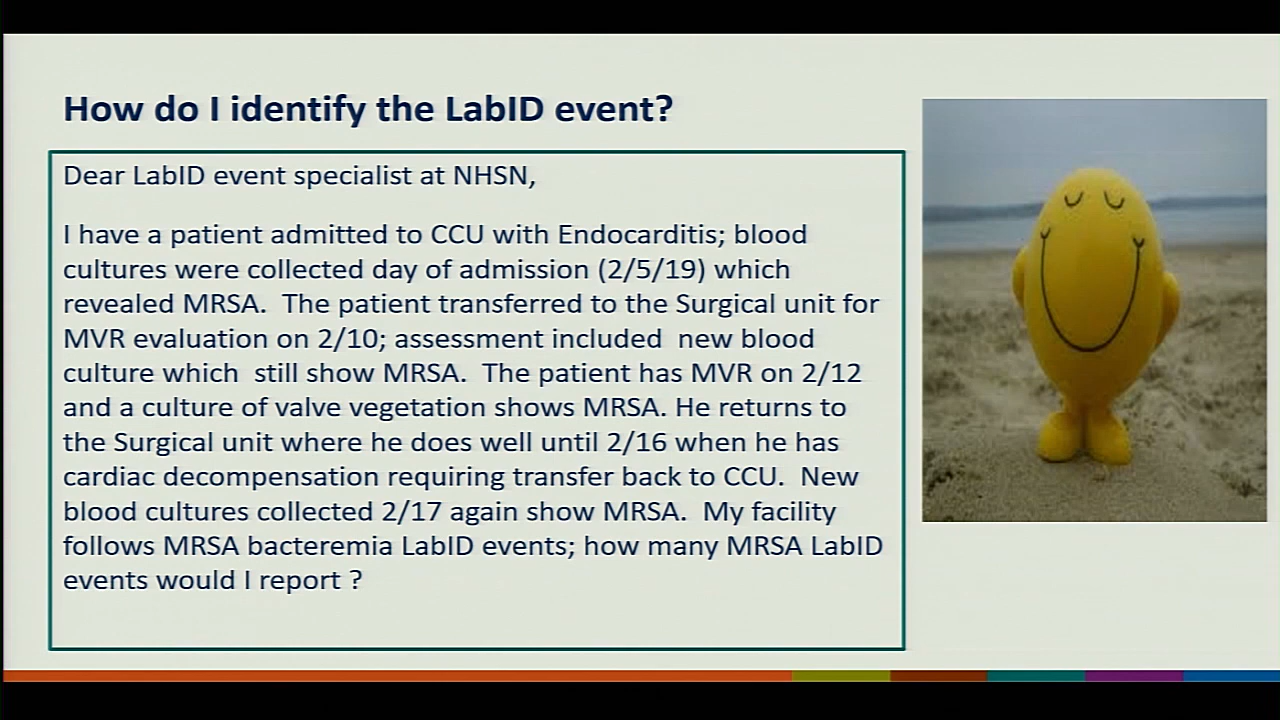 How do I identify the LabID event?
Dear LabID event specialist at NHSN,
I have a patient admitted to CCU with Endocarditis; blood
cultures were collected day of admission (2/5/19) which
revealed MRSA.  The patient transferred to the Surgical unit for
MVR evaluation on 2/10; assessment included  new blood
culture which  still show MRSA.  The patient has MVR on 2/12
and a culture of valve vegetation shows MRSA. He returns to
the Surgical unit where he does well until 2/16 when he has
cardiac decompensation requiring transfer back to CCU.  New
blood cultures collected 2/17 again show MRSA.  My facility
follows MRSA bacteremia LabID events; how many MRSA LabID
events would I report ?